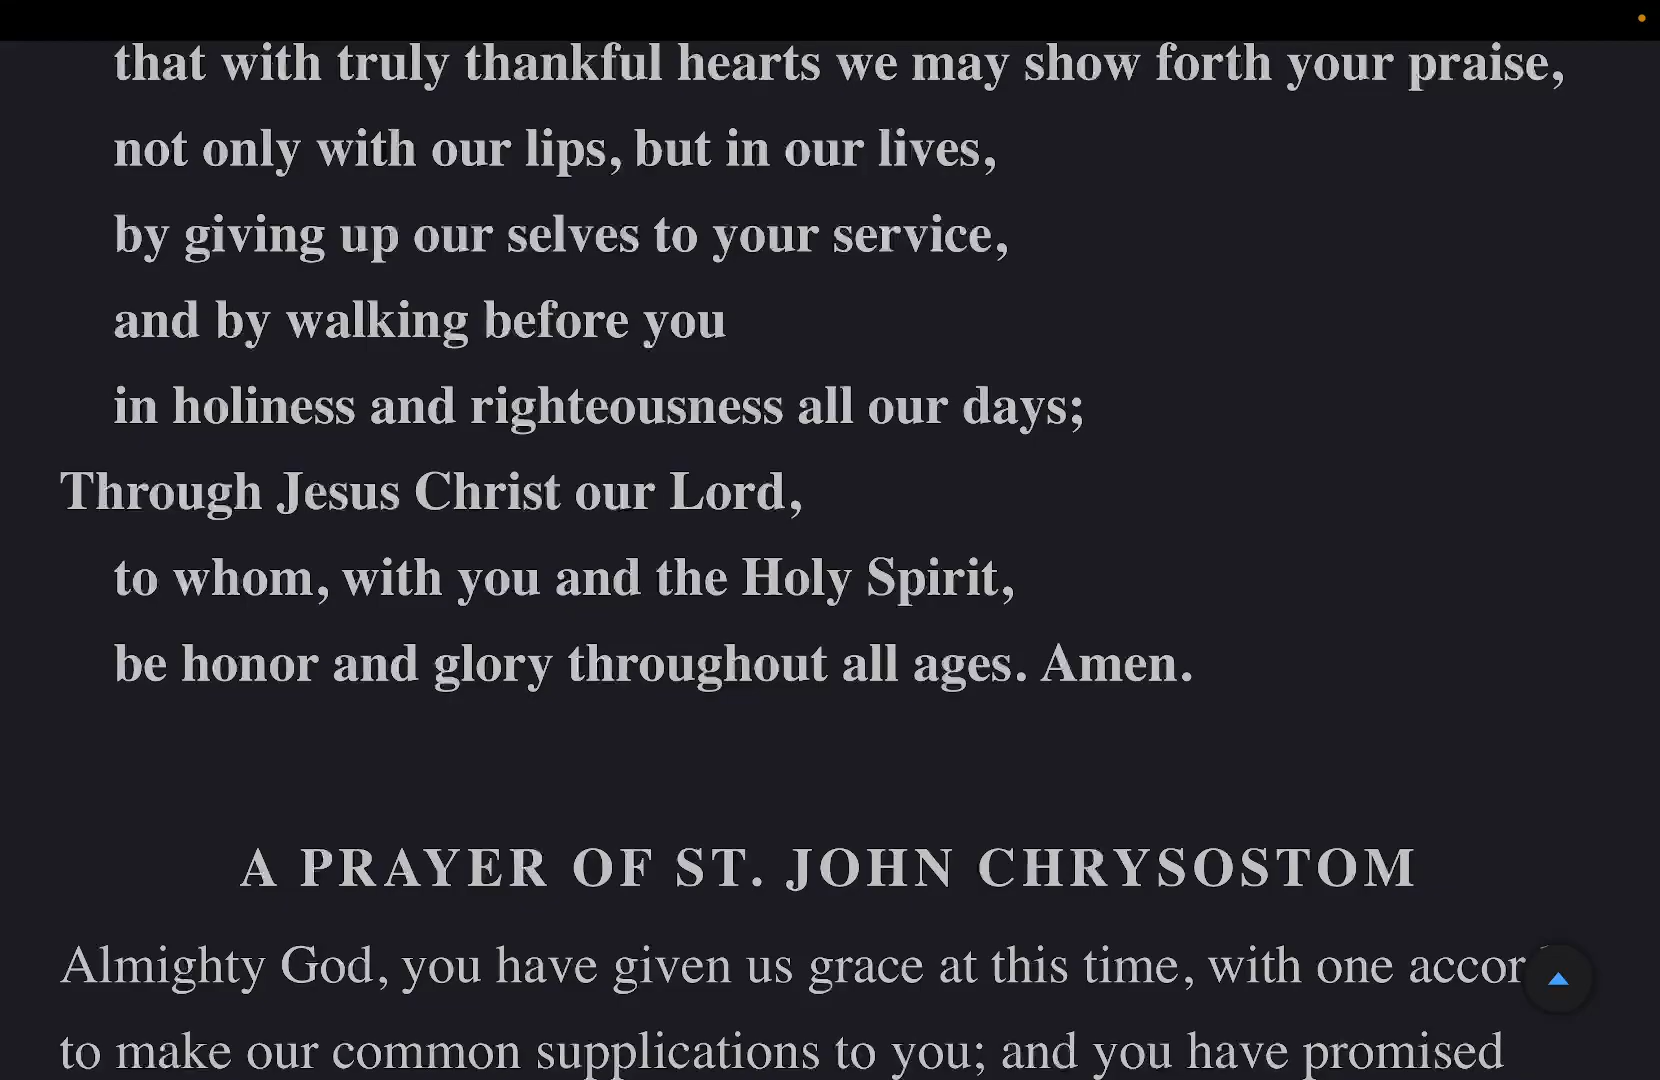 that with truly thankful hearts we may show forth your praise,
not only with our lips, but in our lives,
by giving up our selves to your service,
and by walking before you
in holiness and righteousness all our days;
Through Jesus Christ our Lord,
to whom, with you and the Holy Spirit,
be honor and glory throughout all ages. Amen.
A PRAYER OF ST. JOHN CHRYSOSTOM
Almighty God, you have given us grace at this time, with one
to make our common supplications to you; and you have promised